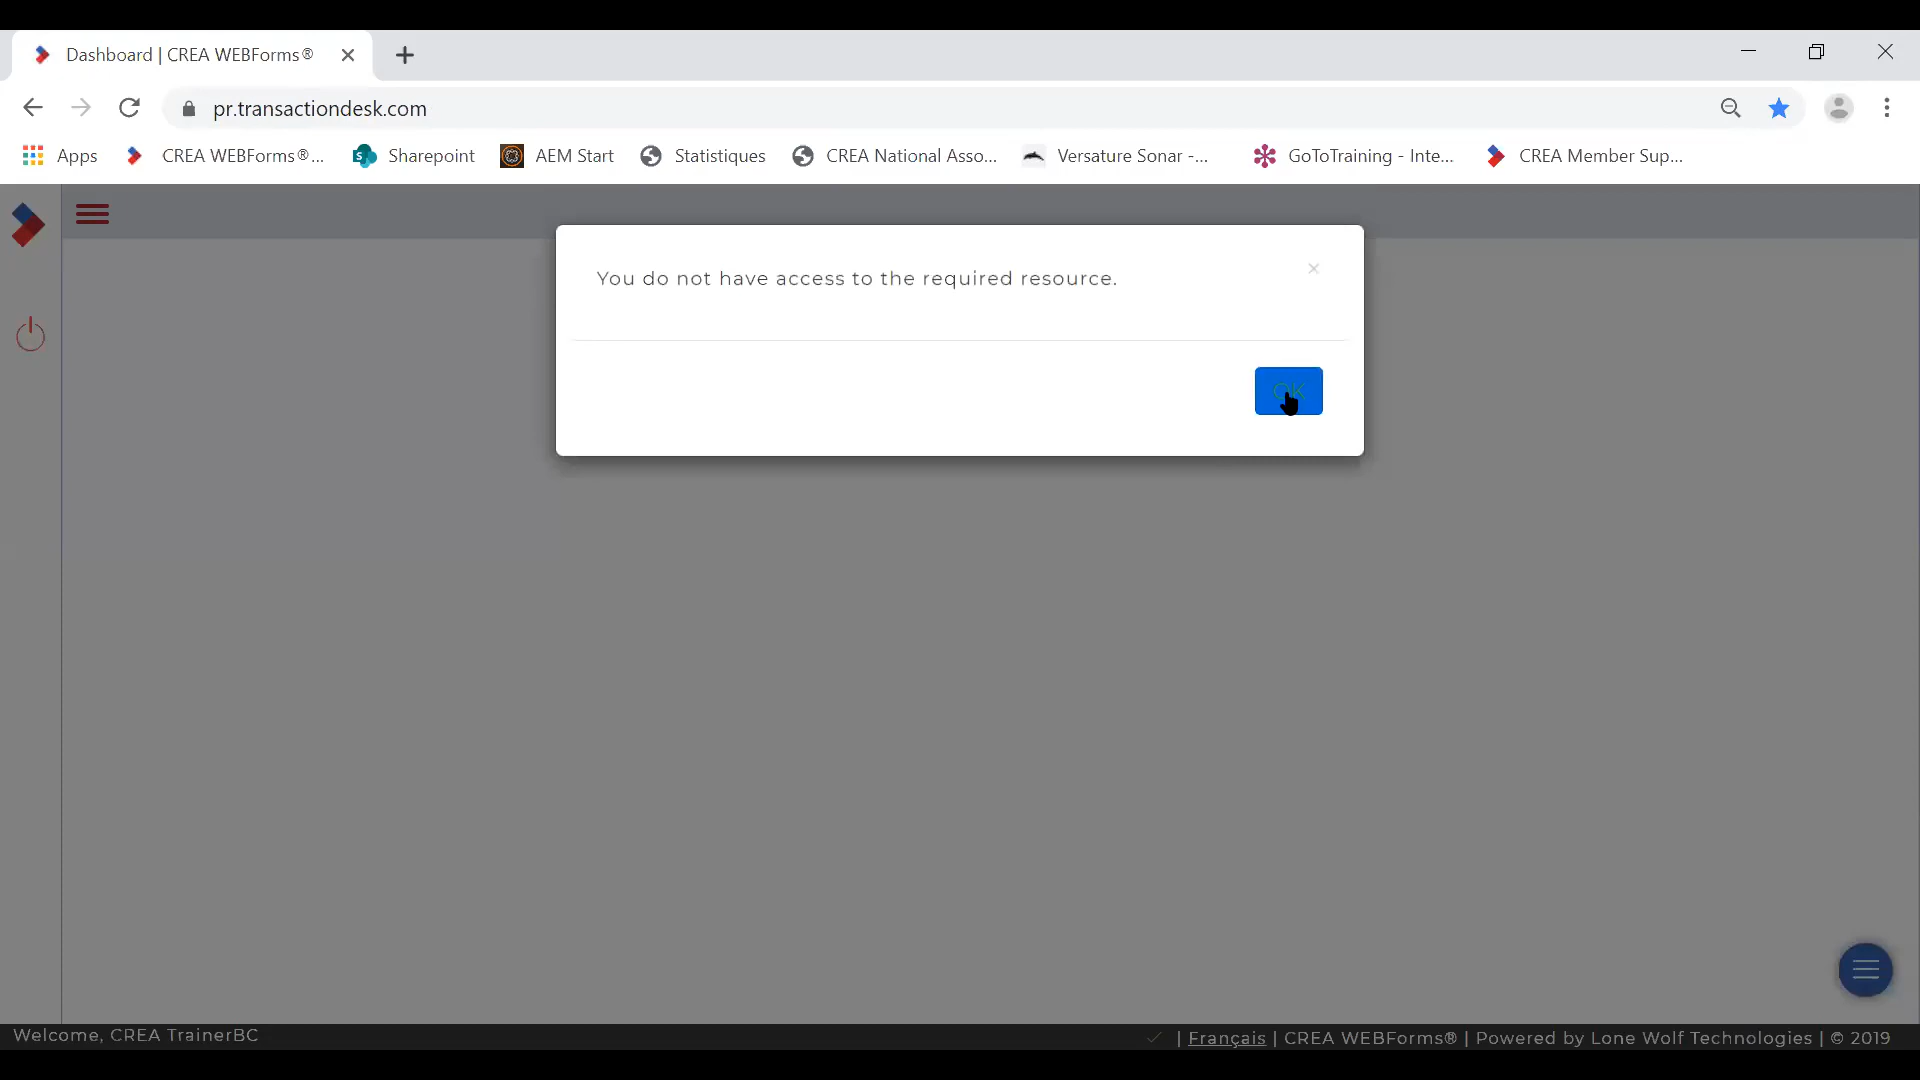 Dashboard | CREA WEBForms®
pr.transactiondesk.com
Apps CREA WEBForms®... Sharepoint AEM Start Statistiques CREA National Asso... Versature Sonar -... GoToTraining - Inte... CREA Member Sup...
You do not have access to the required resource.
OK
Welcome, CREA TrainerBC
| Français | CREA WEBForms® | Powered by Lone Wolf Technologies | © 2019